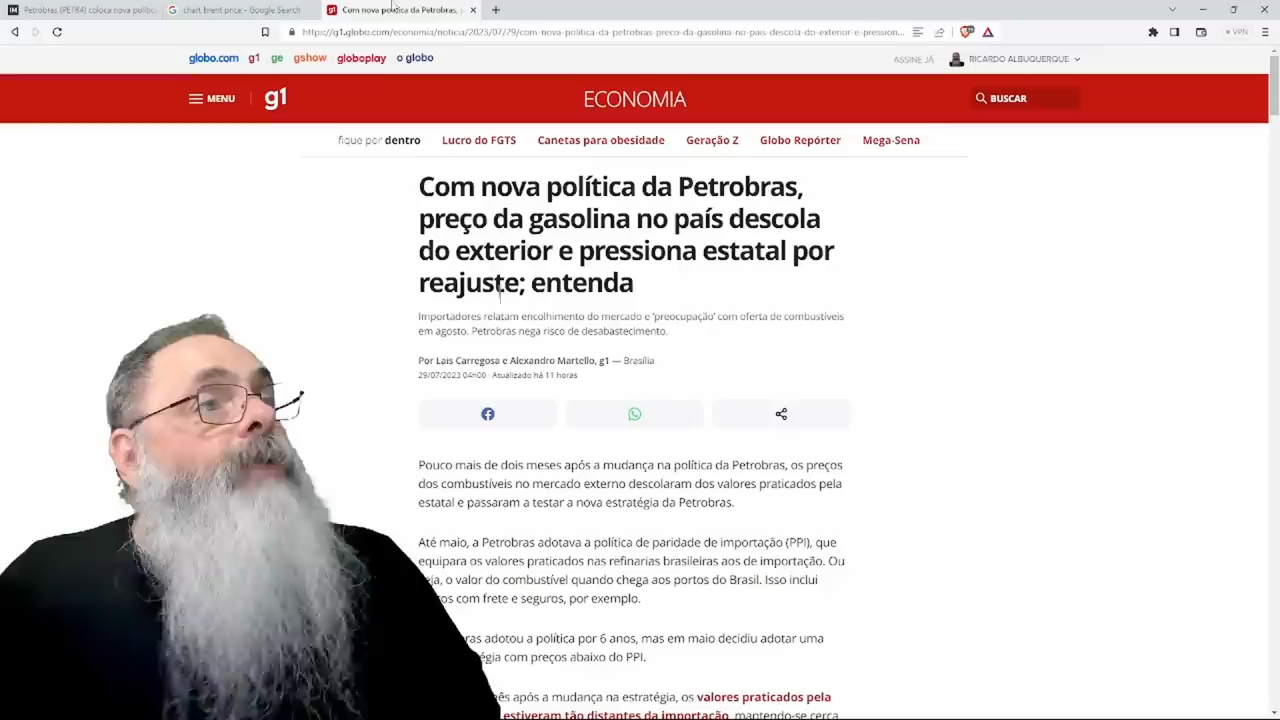 Petrobras (PETR4) coloca nova polític
chart brent price - Google Search
Com nova política da Petrobras,
https://g1.globo.com/economia/noticia/2023/07/29/com-nova-politica-da-petrobras-preco-da-gasolina-no-pais-descola-do-exterior-e-pression...
VPN
globo.com g1 ge gshow globoplay o globo
ASSINE JÁ RICARDO ALBUQUERQUE
MENU g1 ECONOMIA BUSCAR
fique por dentro Lucro do FGTS Canetas para obesidade Geração Z Globo Repórter Mega-Sena
Com nova política da Petrobras,
preço da gasolina no país descola
do exterior e pressiona estatal por
reajuste; entenda
Importadores relatam encolhimento do mercado e 'preocupação' com oferta de combustíveis
em agosto. Petrobras nega risco de desabastecimento.
Por Lais Carregosa e Alexandro Martello, g1 — Brasília
29/07/2023 04h00 · Atualizado há 11 horas
Pouco mais de dois meses após a mudança na política da Petrobras, os preços
dos combustíveis no mercado externo descolaram dos valores praticados pela
estatal e passaram a testar a nova estratégia da Petrobras.
Até maio, a Petrobras adotava a política de paridade de importação (PPI), que
equipara os valores praticados nas refinarias brasileiras aos de importação. Ou
eja, o valor do combustível quando chega aos portos do Brasil. Isso inclui
os com frete e seguros, por exemplo.
ras adotou a política por 6 anos, mas em maio decidiu adotar uma
égia com preços abaixo do PPI.
ês após a mudança na estratégia, os valores praticados pela
estiveram tão distantes da importação, mantendo-se cerca